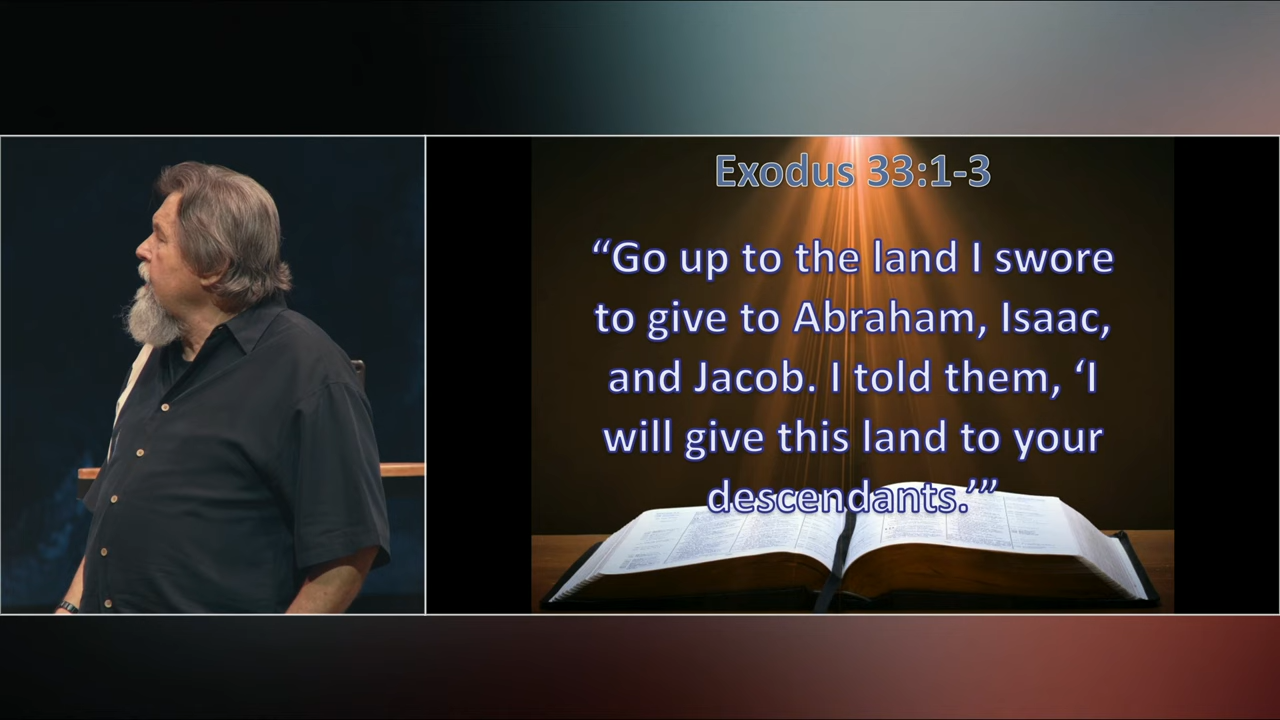 Exodus 33:1-3
“Go up to the land I swore
to give to Abraham, Isaac,
and Jacob. I told them, ‘I
will give this land to your
descendants.’”